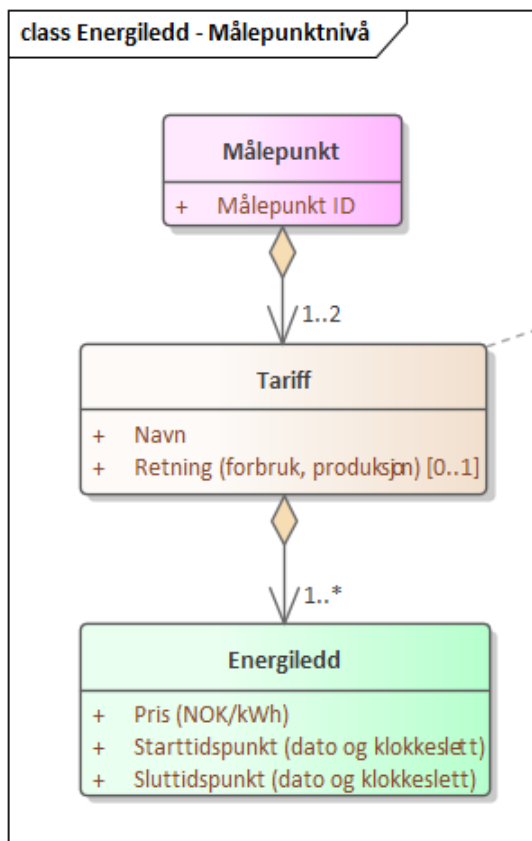 class Energiledd - Målepunktnivå
Målepunkt
+ Målepunkt ID
1..2
Tariff
+ Navn
+ Retning (forbruk, produksjon) [0..1]
1..*
Energiledd
+ Pris (NOK/kWh)
+ Starttidspunkt (dato og klokkeslett)
+ Sluttidspunkt (dato og klokkeslett)